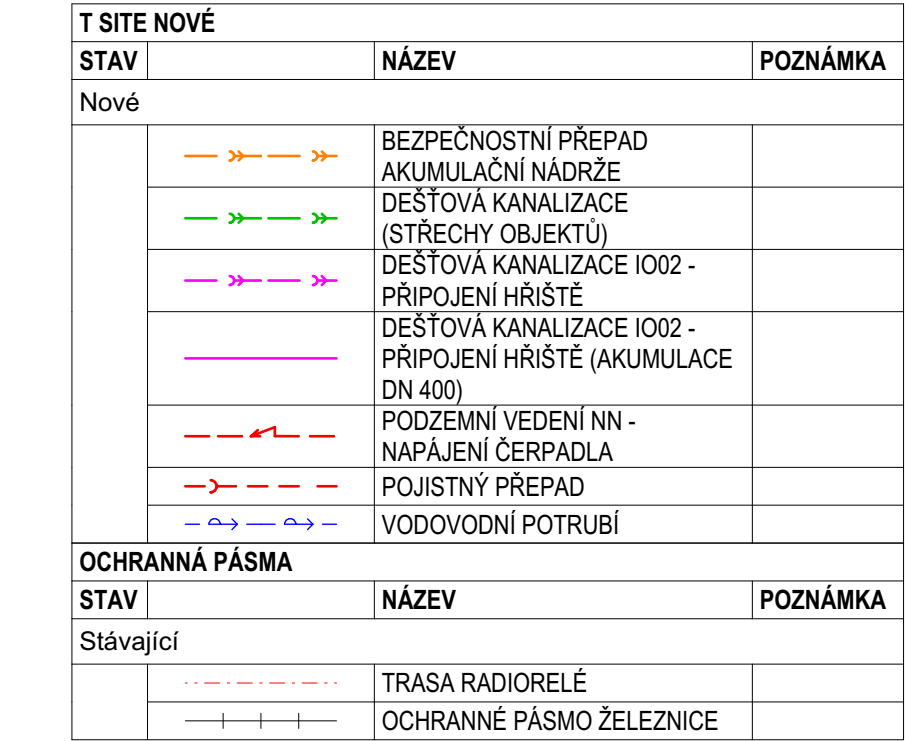 T SITE NOVÉ
STAV NÁZEV POZNÁMKA
Nové
BEZPEČNOSTNÍ PŘEPAD
AKUMULAČNÍ NÁDRŽE
DEŠŤOVÁ KANALIZACE
(STŘECHY OBJEKTŮ)
DEŠŤOVÁ KANALIZACE IO02 -
PŘIPOJENÍ HŘIŠTĚ
DEŠŤOVÁ KANALIZACE IO02 -
PŘIPOJENÍ HŘIŠTĚ (AKUMULACE
DN 400)
PODZEMNÍ VEDENÍ NN -
NAPÁJENÍ ČERPADLA
POJISTNÝ PŘEPAD
VODOVODNÍ POTRUBÍ
OCHRANNÁ PÁSMA
STAV NÁZEV POZNÁMKA
Stávající
TRASA RADIORELÉ
OCHRANNÉ PÁSMO ŽELEZNICE